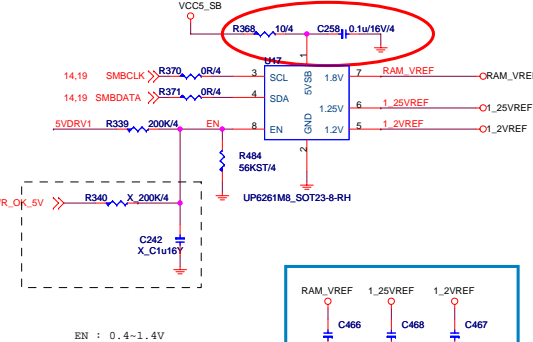 VCC5_SB
R368 10/4 C258 0.1u/16V/4
U17
14,19 SMBCLK R370 0R/4 3 SCL 5VSB 1 1.8V 7 RAM_VREF RAM_VREF
14,19 SMBDATA R371 0R/4 4 SDA 1.25V 6 1_25VREF 1_25VREF
5VDRV1 R339 200K/4 EN 8 EN GND 2 1.2V 5 1_2VREF 1_2VREF
R484
56KST/4
UP6261M8_SOT23-8-RH
R_OK_5V R340 X_200K/4
C242
X_C1u16Y
EN : 0.4~1.4V
RAM_VREF 1_25VREF 1_2VREF
C466 C468 C467